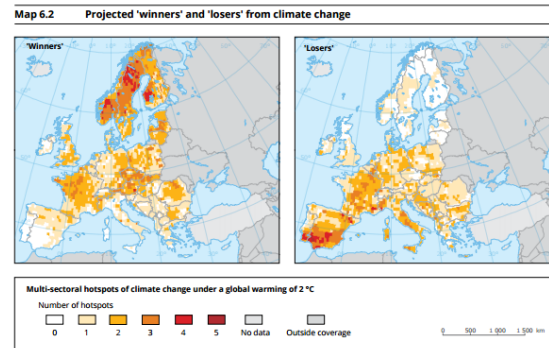 Map 6.2 Projected 'winners' and 'losers' from climate change
'Winners' 'Losers'
Multi-sectoral hotspots of climate change under a global warming of 2 °C
Number of hotspots
0 1 2 3 4 5 No data Outside coverage
0 500 1 000 1 500 km